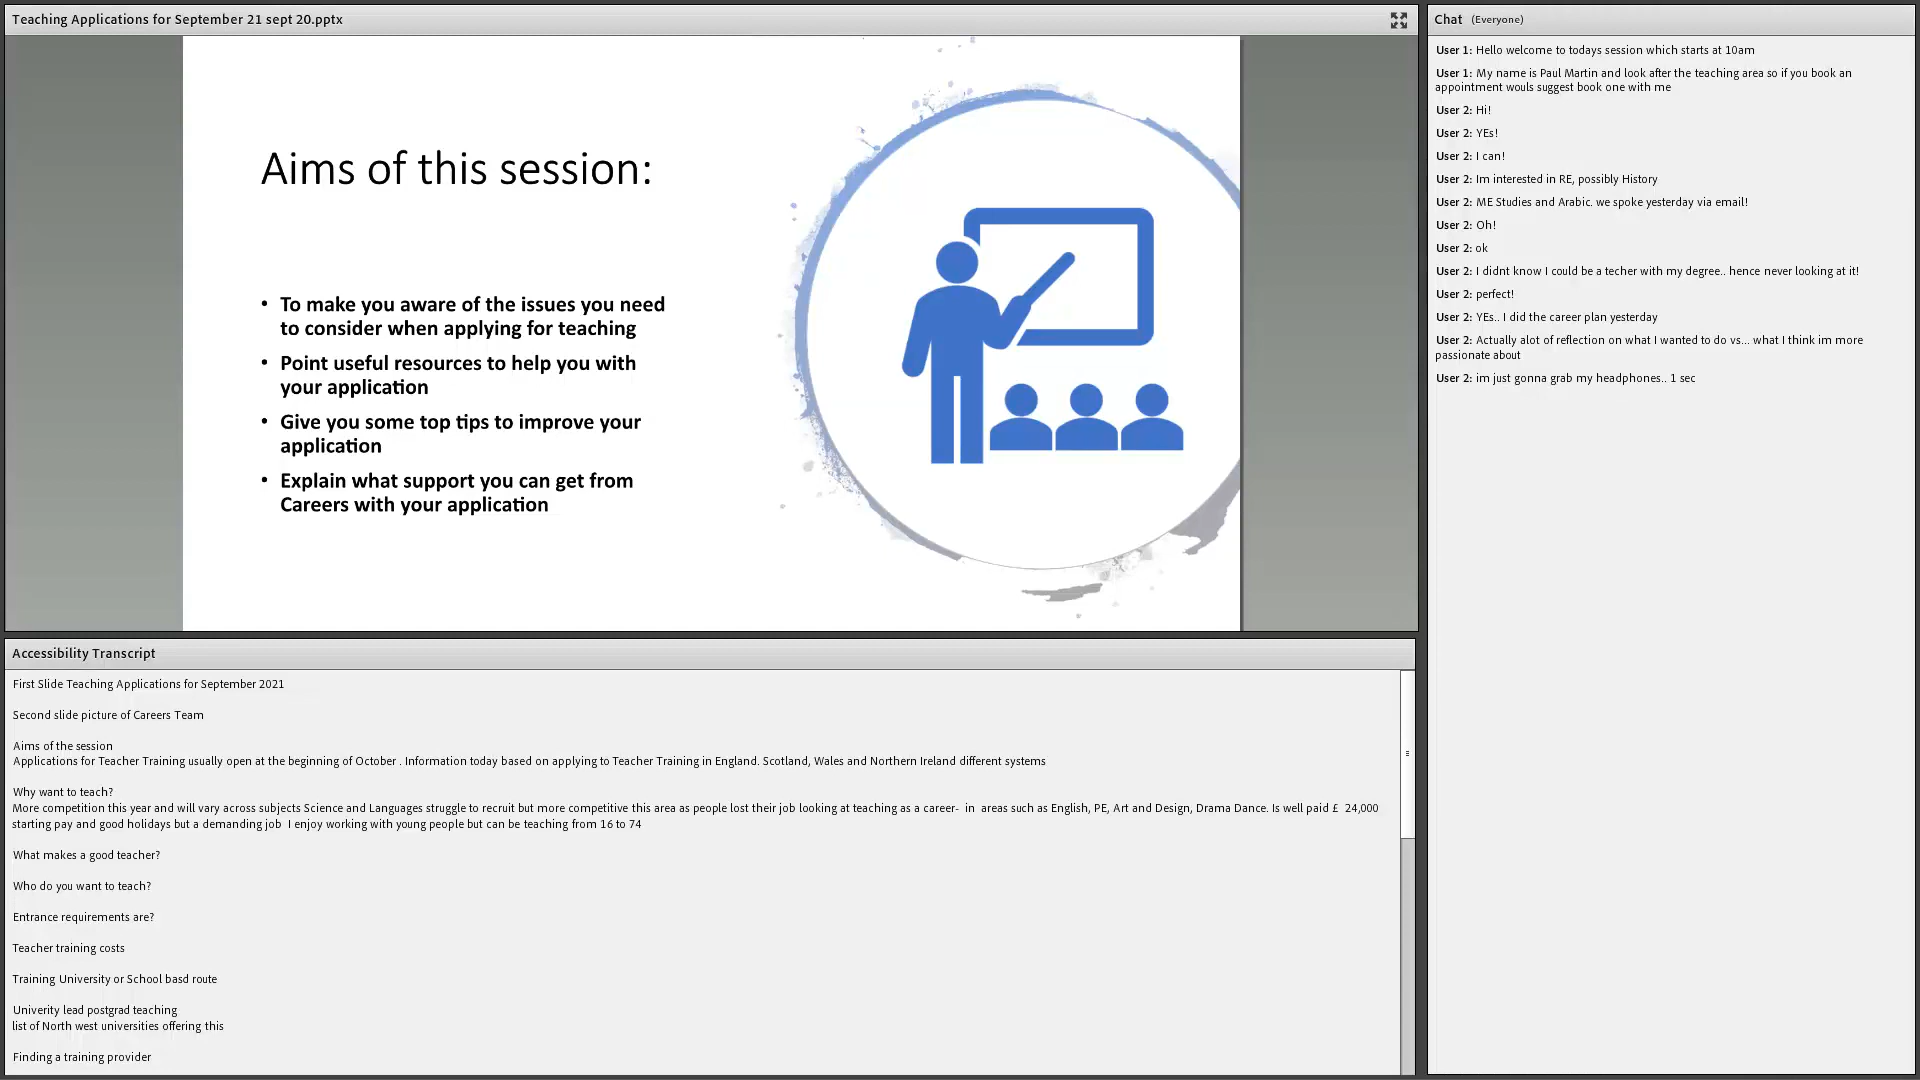 Teaching Applications for September 21 sept 20.pptx
Aims of this session:
• To make you aware of the issues you need
to consider when applying for teaching
• Point useful resources to help you with
your application
• Give you some top tips to improve your
application
• Explain what support you can get from
Careers with your application
Accessibility Transcript
First Slide Teaching Applications for September 2021
Second slide picture of Careers Team
Aims of the session
Applications for Teacher Training usually open at the beginning of October . Information today based on applying to Teacher Training in England. Scotland, Wales and Northern Ireland different systems
Why want to teach?
More competition this year and will vary across subjects Science and Languages struggle to recruit but more competitive this area as people lost their job looking at teaching as a career- in areas such as English, PE, Art and Design, Drama Dance. Is well paid £ 24,000
starting pay and good holidays but a demanding job I enjoy working with young people but can be teaching from 16 to 74
What makes a good teacher?
Who do you want to teach?
Entrance requirements are?
Teacher training costs
Training University or School basd route
Univerity lead postgrad teaching
list of North west universities offering this
Finding a training provider
Chat (Everyone)
User 1: Hello welcome to todays session which starts at 10am
User 1: My name is Paul Martin and look after the teaching area so if you book an
appointment wouls suggest book one with me
User 2: Hi!
User 2: YEs!
User 2: I can!
User 2: Im interested in RE, possibly History
User 2: ME Studies and Arabic. we spoke yesterday via email!
User 2: Oh!
User 2: ok
User 2: I didnt know I could be a techer with my degree.. hence never looking at it!
User 2: perfect!
User 2: YEs.. I did the career plan yesterday
User 2: Actually alot of reflection on what I wanted to do vs... what I think im more
passionate about
User 2: im just gonna grab my headphones.. 1 sec